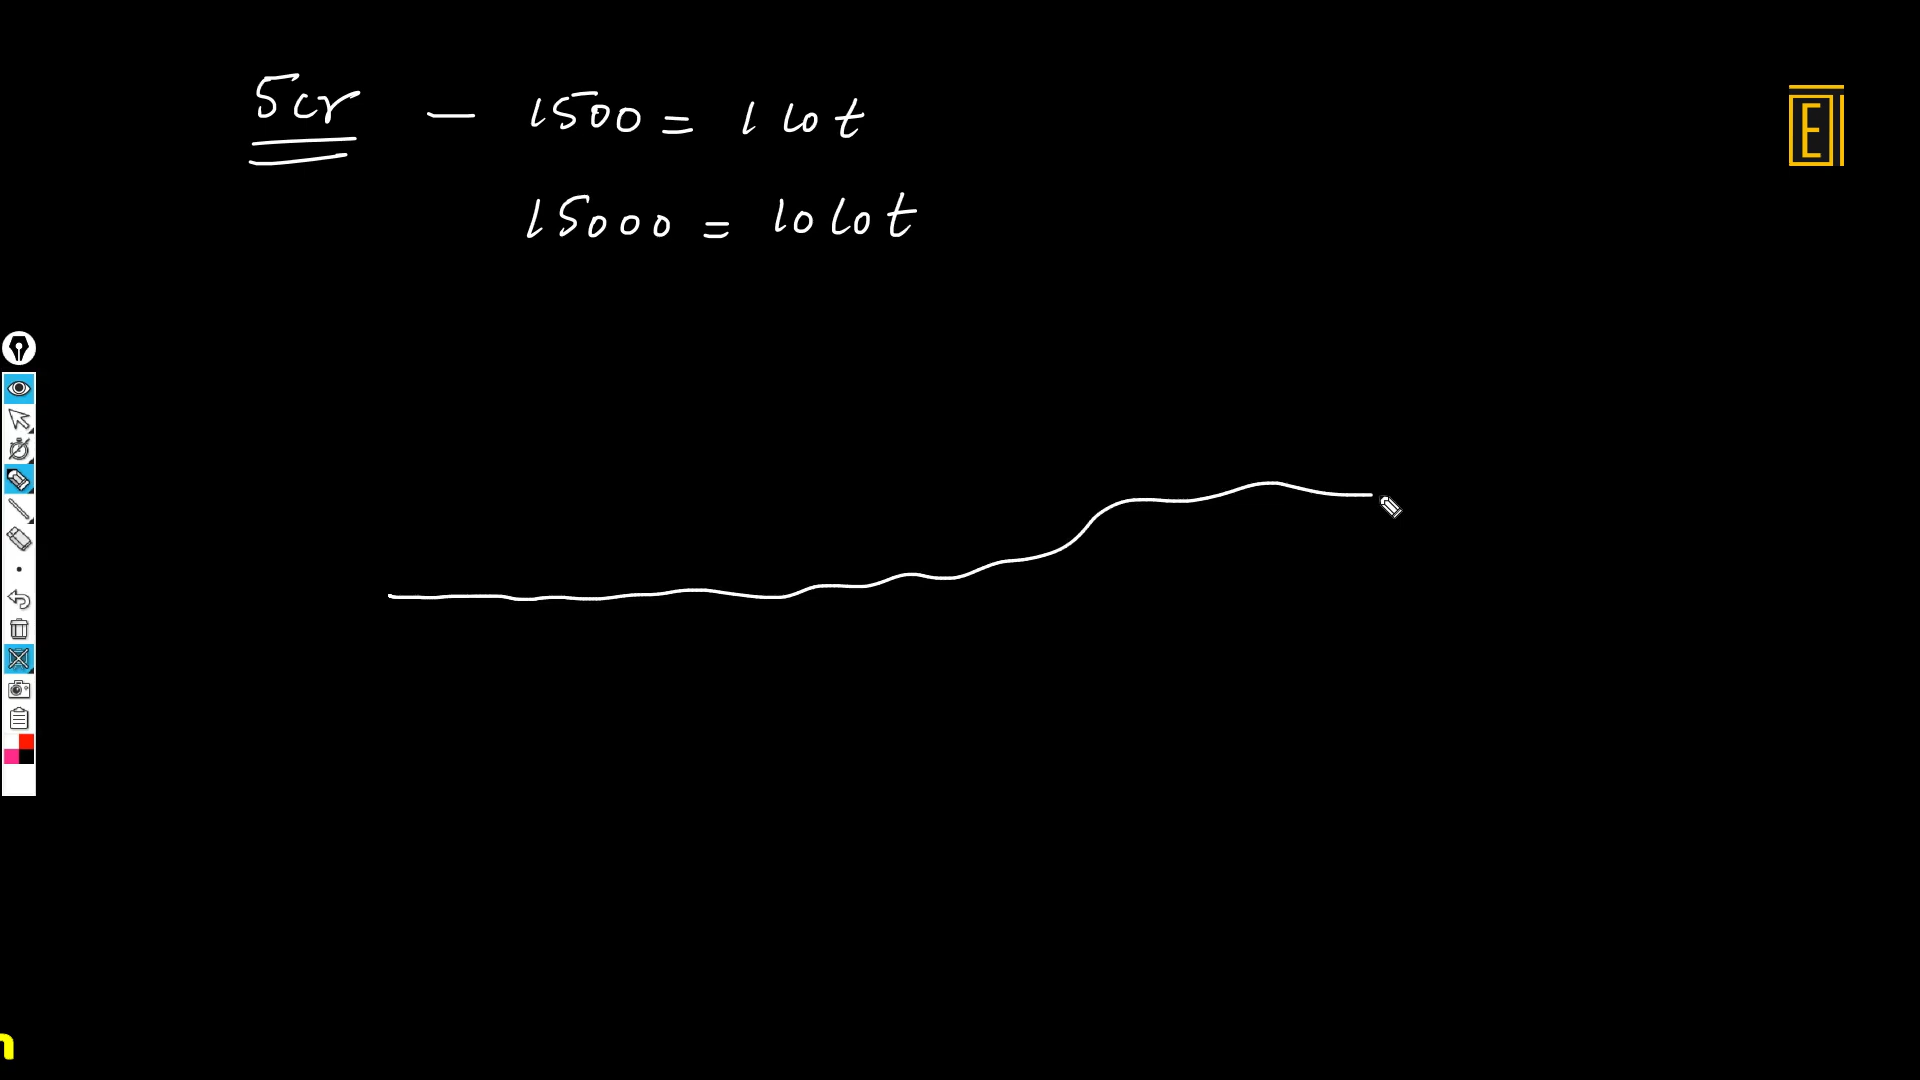 5cr — 1500 = 1 lot
15000 = 10 lot
E
n